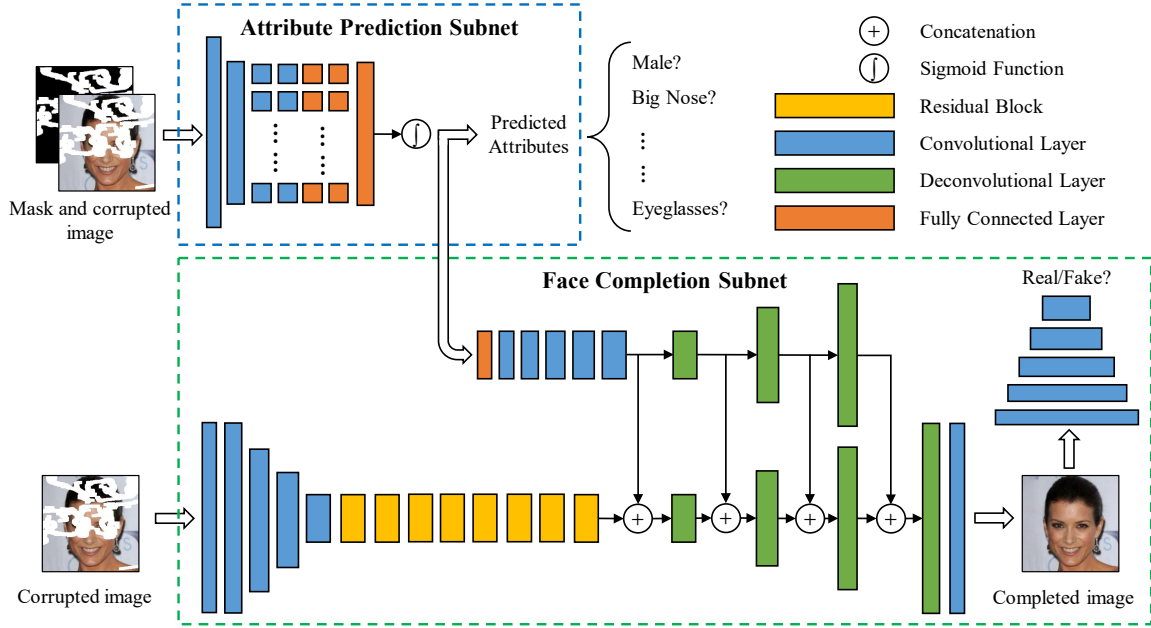 Attribute Prediction Subnet
Mask and corrupted
image
Predicted
Attributes
Male?
Big Nose?
Eyeglasses?
+ Concatenation
∫ Sigmoid Function
Residual Block
Convolutional Layer
Deconvolutional Layer
Fully Connected Layer
Face Completion Subnet
Real/Fake?
Corrupted image
Completed image